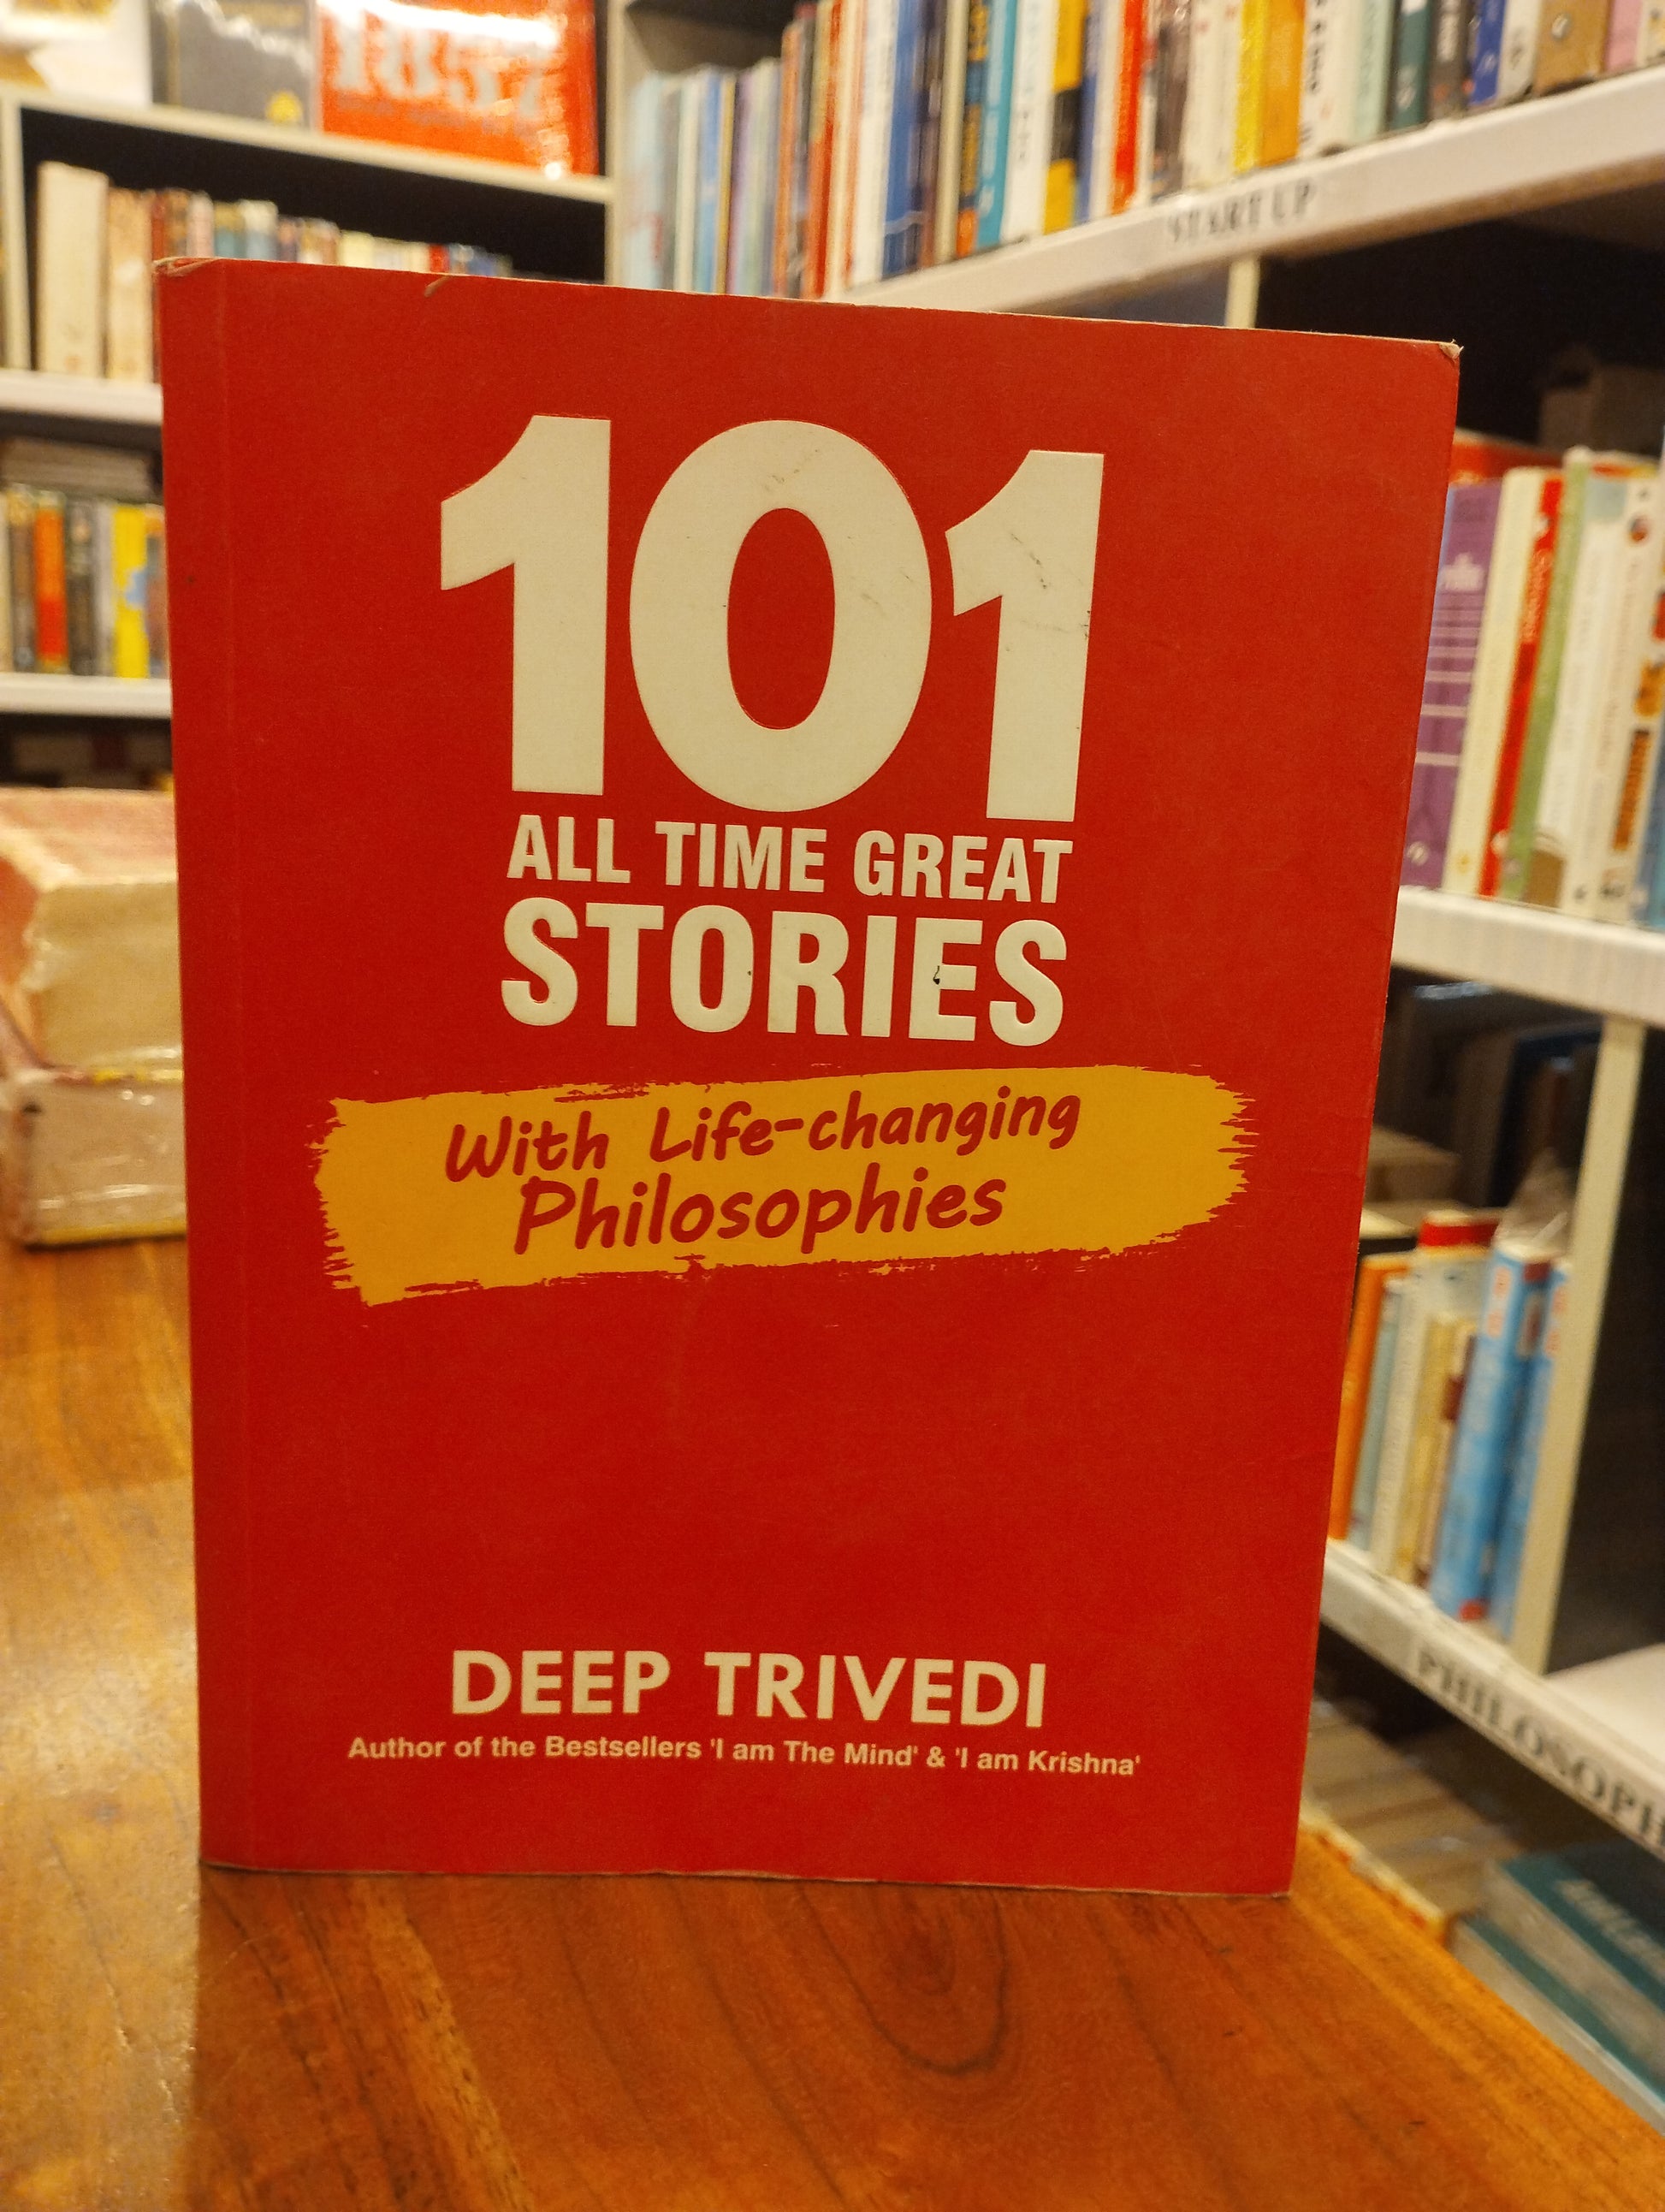 1857
START UP
101
ALL TIME GREAT
STORIES
With Life-changing
Philosophies
DEEP TRIVEDI
Author of the Bestsellers 'I am The Mind' & 'I am Krishna'
PHILOSOPH